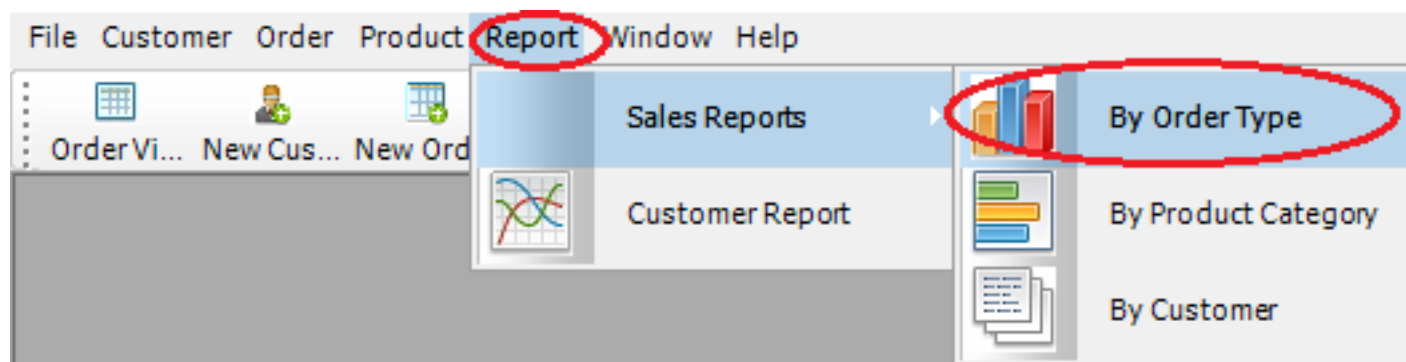 File Customer Order Product Report Window Help
Order Vi... New Cus... New Ord
Sales Reports
Customer Report
By Order Type
By Product Category
By Customer